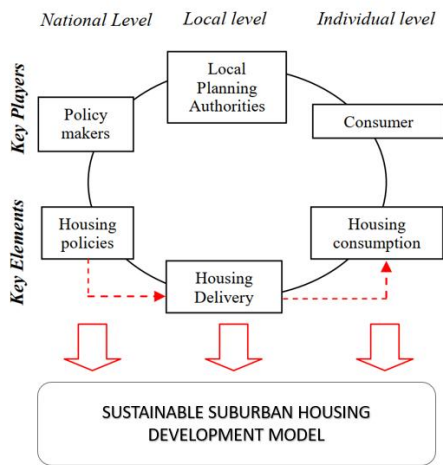 National Level Local level Individual level
Key Players
Policy
makers
Local
Planning
Authorities
Consumer
Key Elements
Housing
policies
Housing
Delivery
Housing
consumption
SUSTAINABLE SUBURBAN HOUSING
DEVELOPMENT MODEL